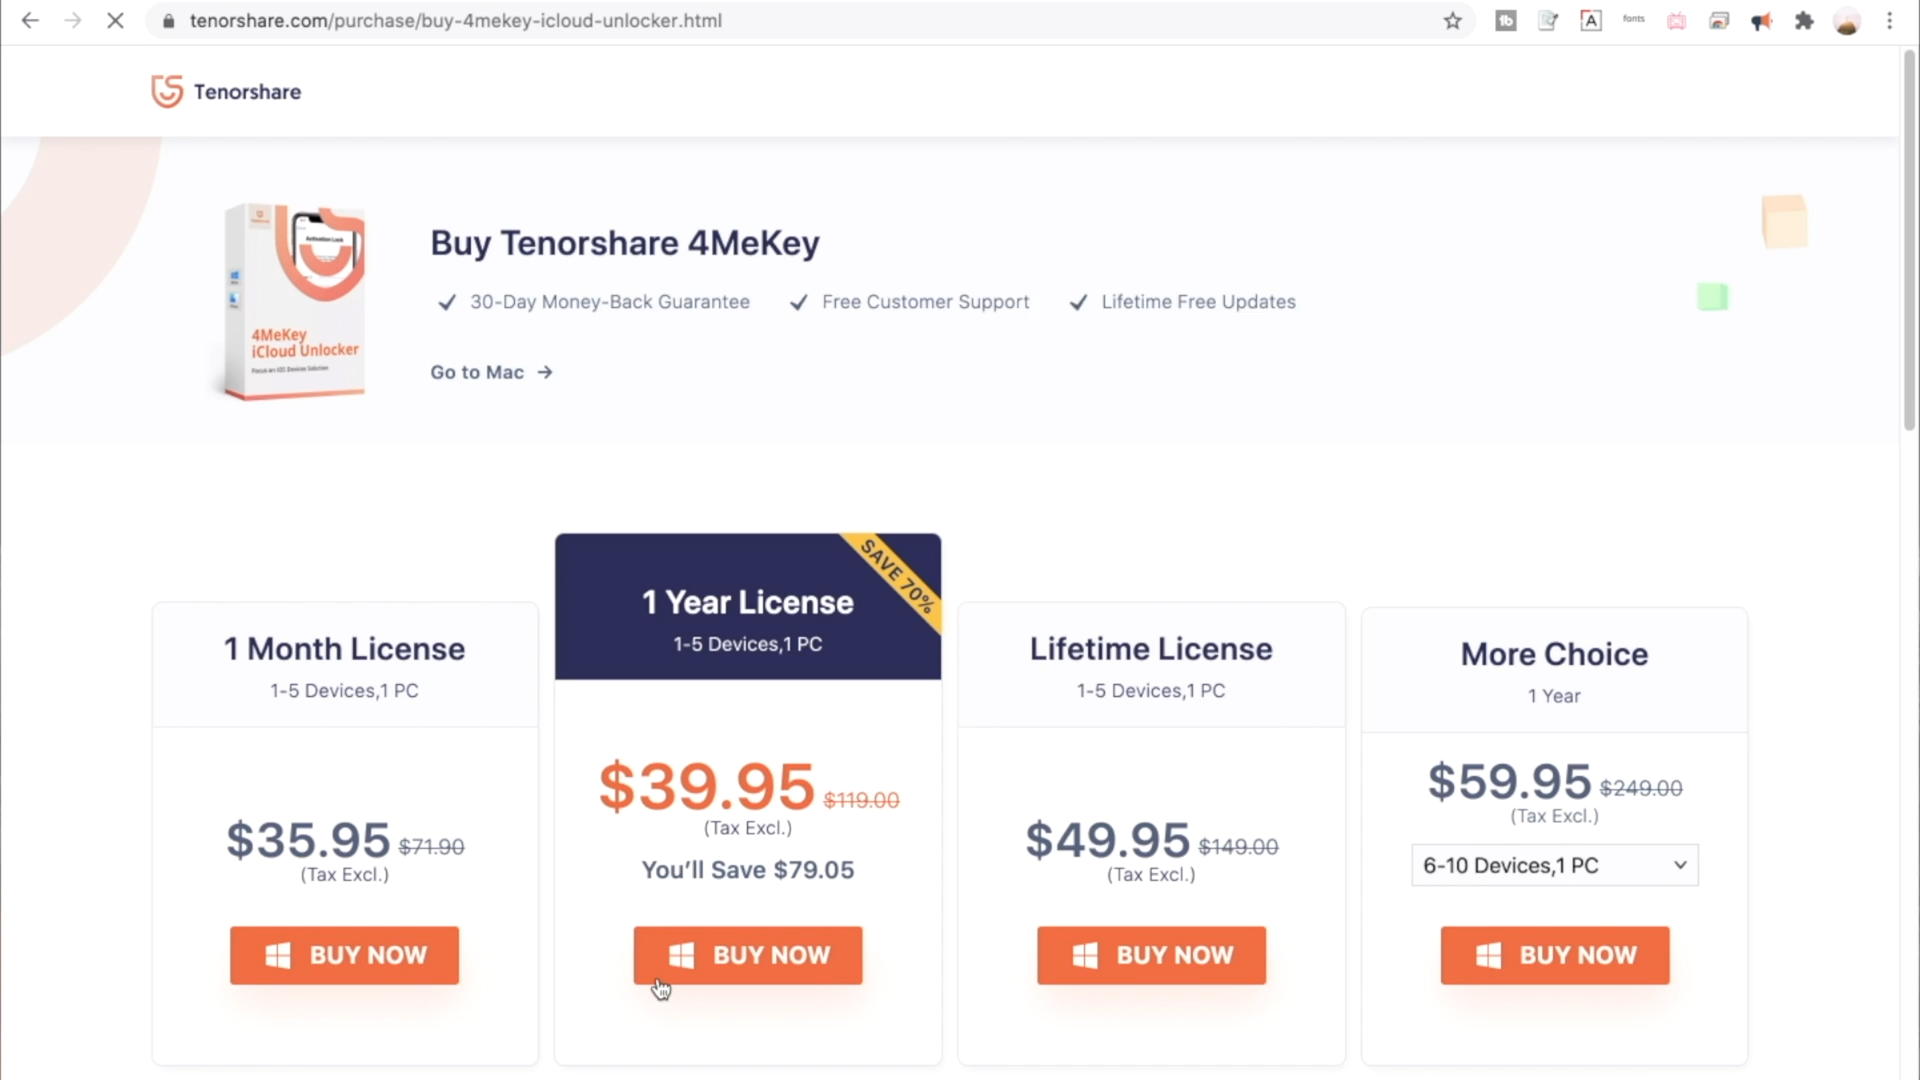 tenorshare.com/purchase/buy-4mekey-icloud-unlocker.html
fonts
Tenorshare
Activation Lock
4MeKey
iCloud Unlocker
Buy Tenorshare 4MeKey
30-Day Money-Back Guarantee
Free Customer Support
Lifetime Free Updates
Go to Mac
1 Month License
1-5 Devices,1 PC
$35.95 $71.90
(Tax Excl.)
BUY NOW
SAVE 70%
1 Year License
1-5 Devices,1 PC
$39.95 $119.00
(Tax Excl.)
You’ll Save $79.05
BUY NOW
Lifetime License
1-5 Devices,1 PC
$49.95 $149.00
(Tax Excl.)
BUY NOW
More Choice
1 Year
$59.95 $249.00
(Tax Excl.)
6-10 Devices,1 PC
BUY NOW